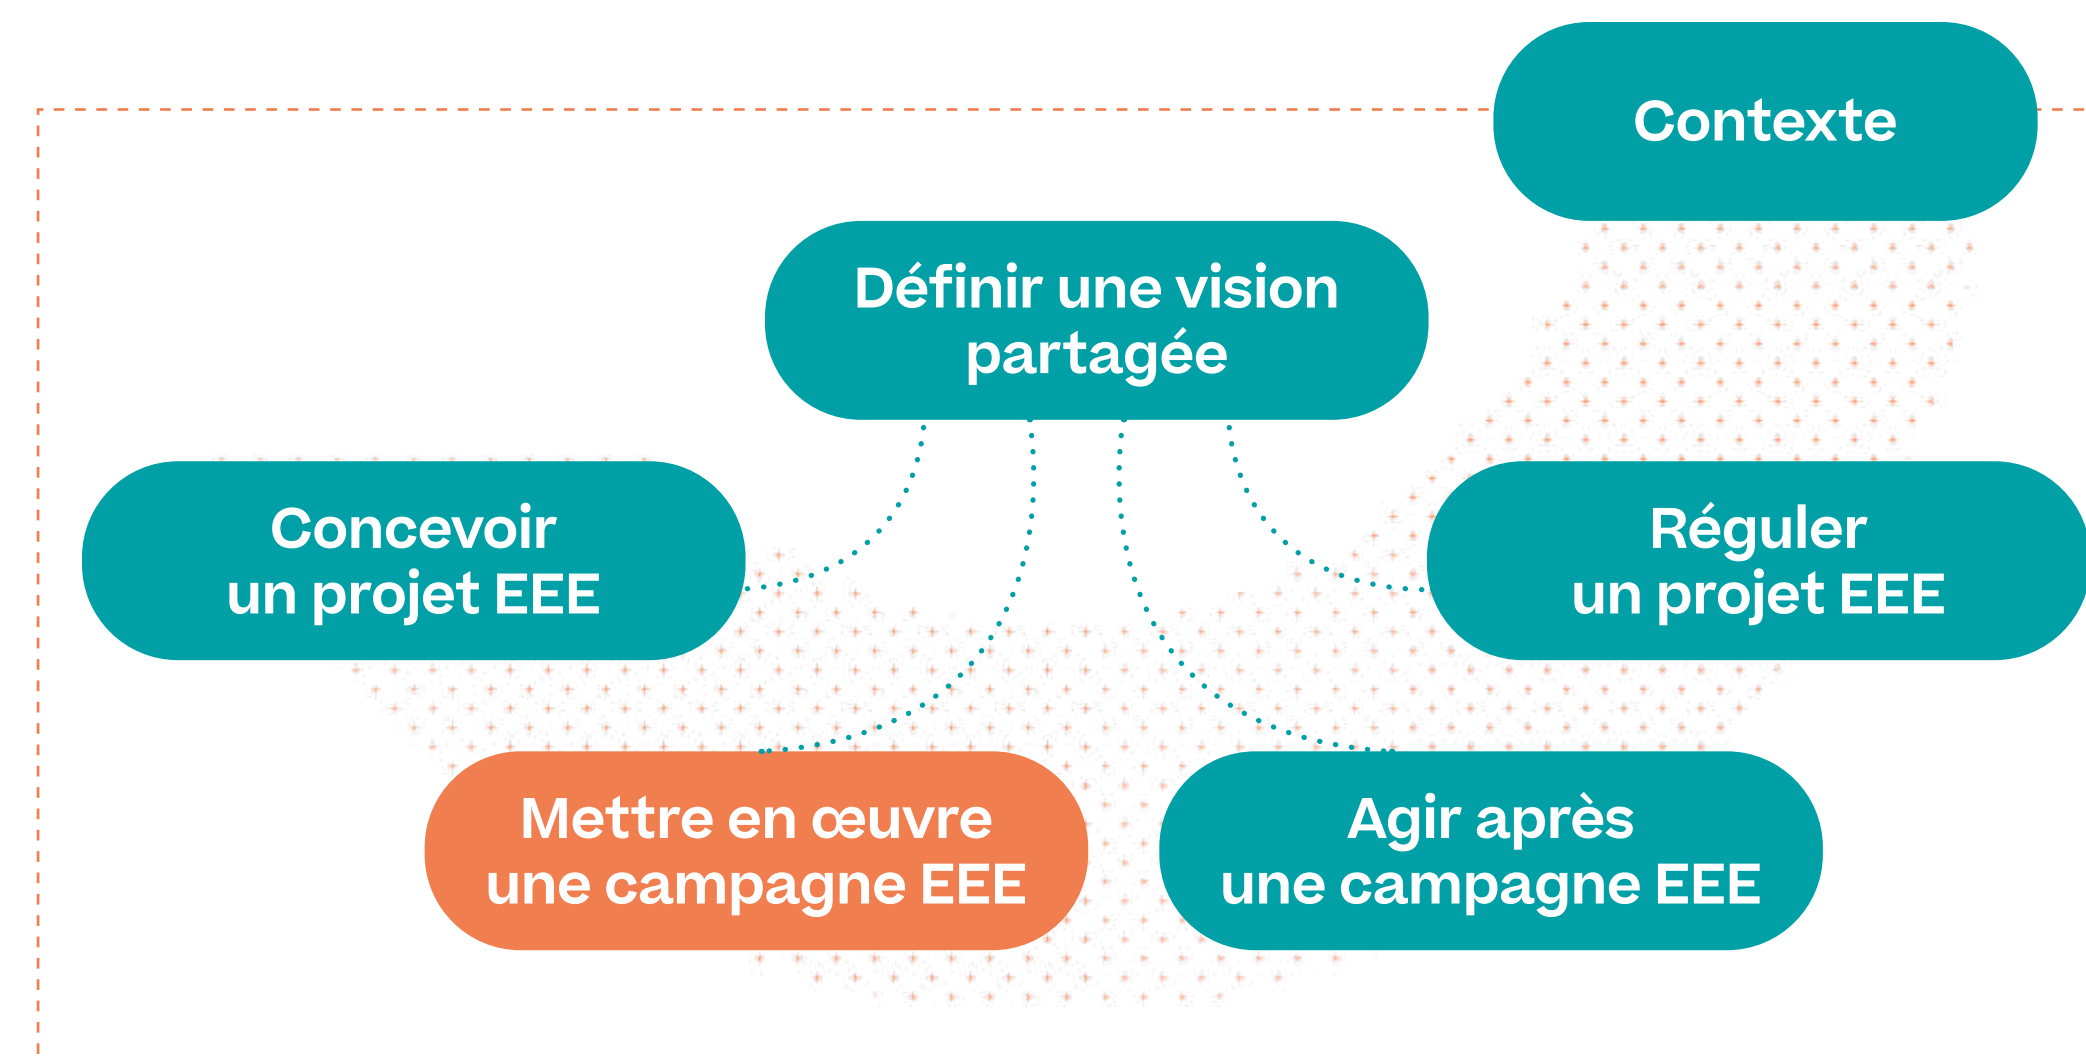 Contexte
Définir une vision
partagée
Concevoir
un projet EEE
Réguler
un projet EEE
Mettre en œuvre
une campagne EEE
Agir après
une campagne EEE